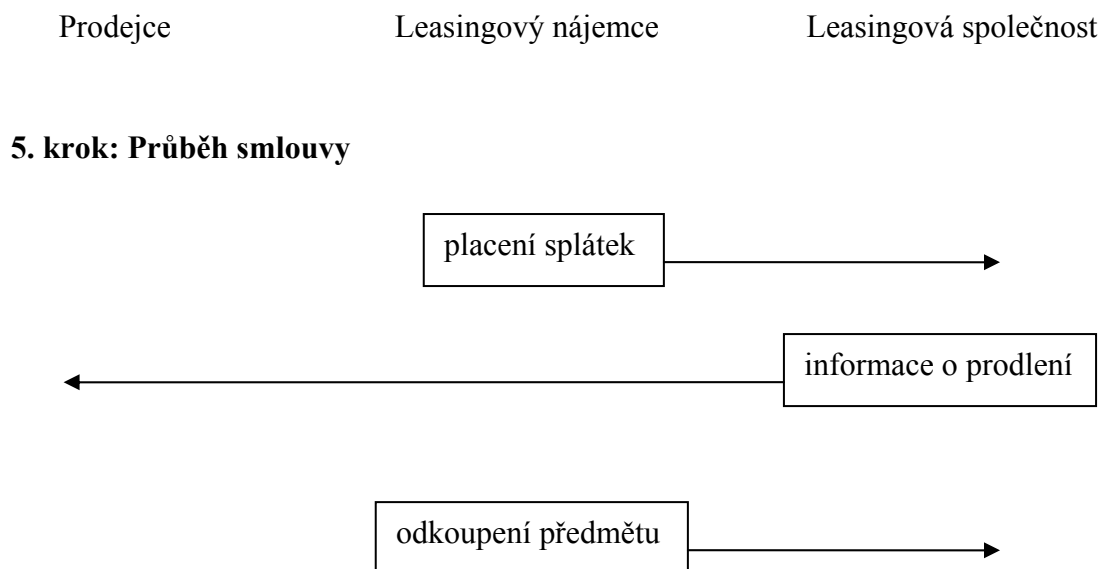 Prodejce Leasingový nájemce Leasingová společnost
5. krok: Průběh smlouvy
placení splátek
informace o prodlení
odkoupení předmětu